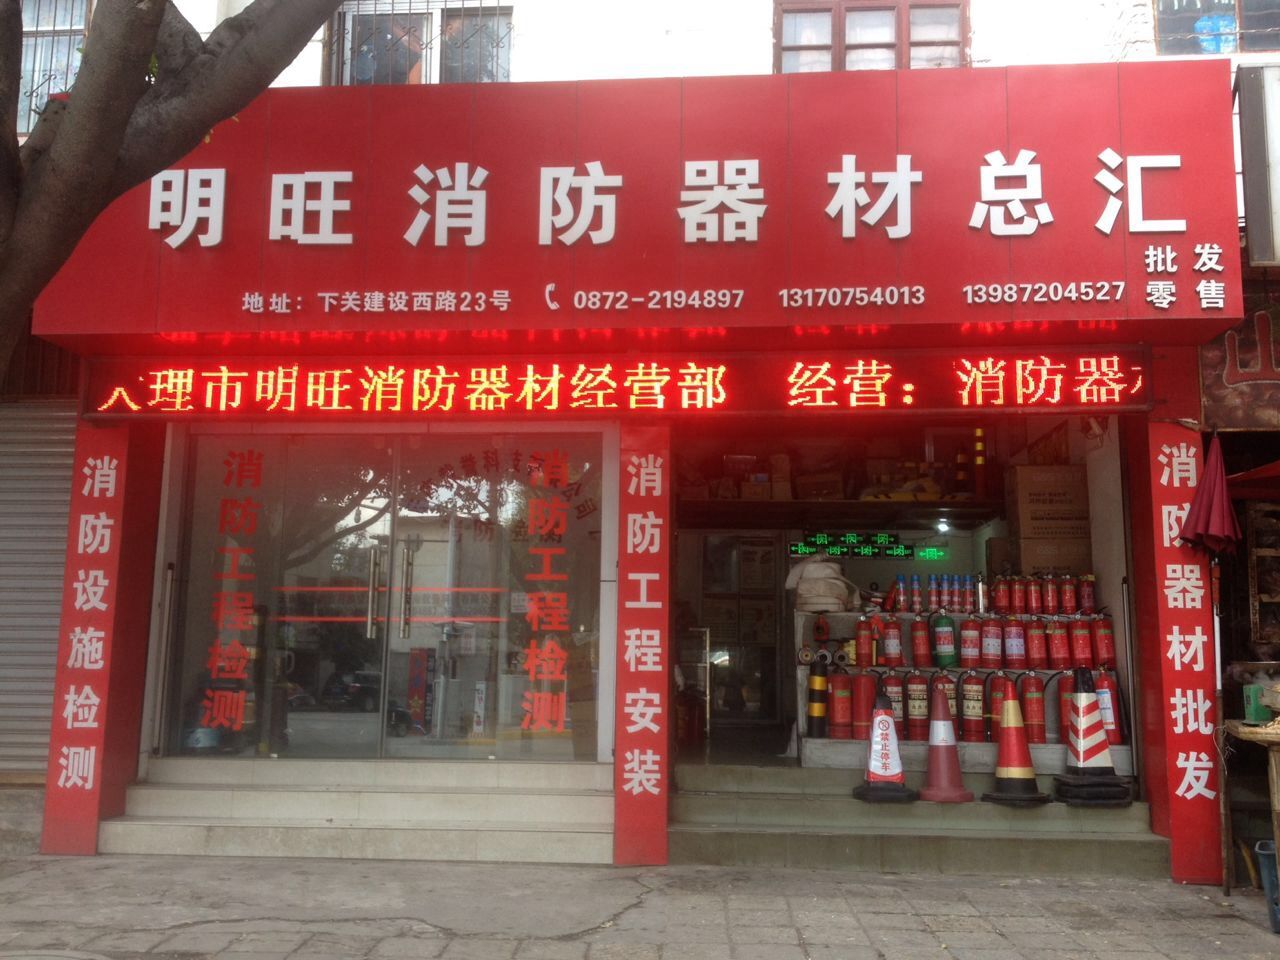 明旺消防器材总汇
地址：下关建设西路23号 0872-2194897 13170754013 13987204527
批发
零售
理市明旺消防器材经营部 经营：消防器
消防设施检测
消防工程检测
消防工程检测
消防工程安装
消防器材批发
禁止停车